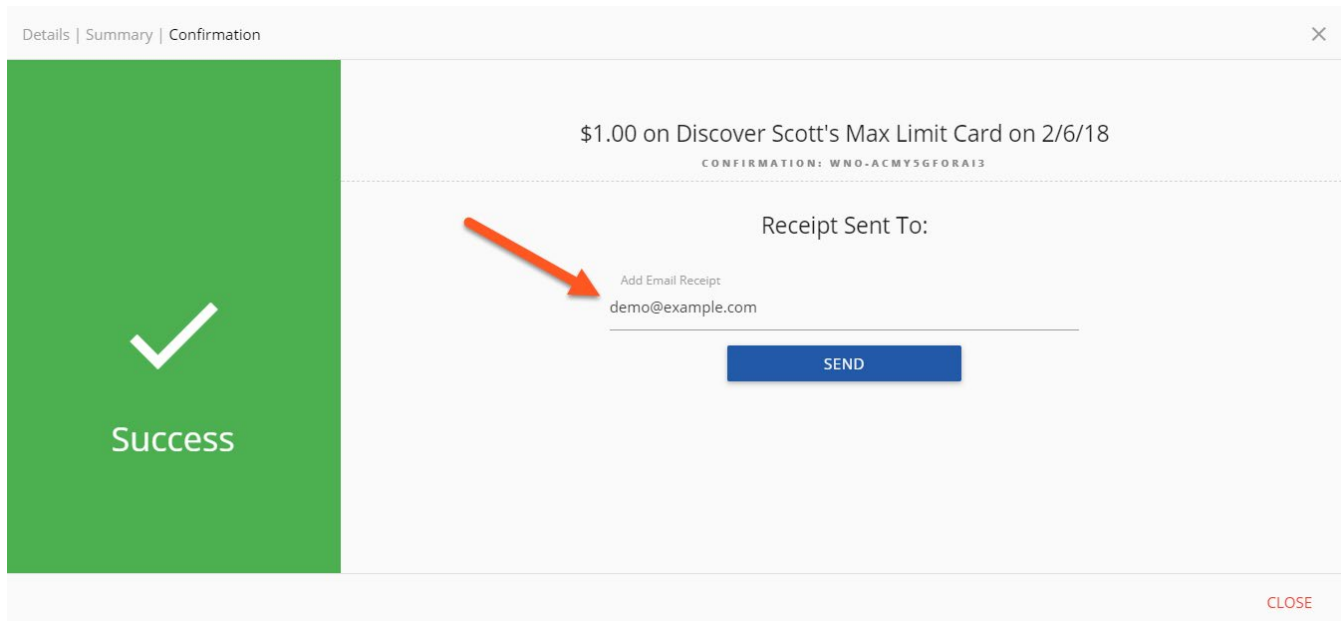 Details | Summary | Confirmation
$1.00 on Discover Scott's Max Limit Card on 2/6/18
CONFIRMATION: WNO-ACMY5GFORAI3
Receipt Sent To:
Add Email Receipt
demo@example.com
SEND
Success
CLOSE